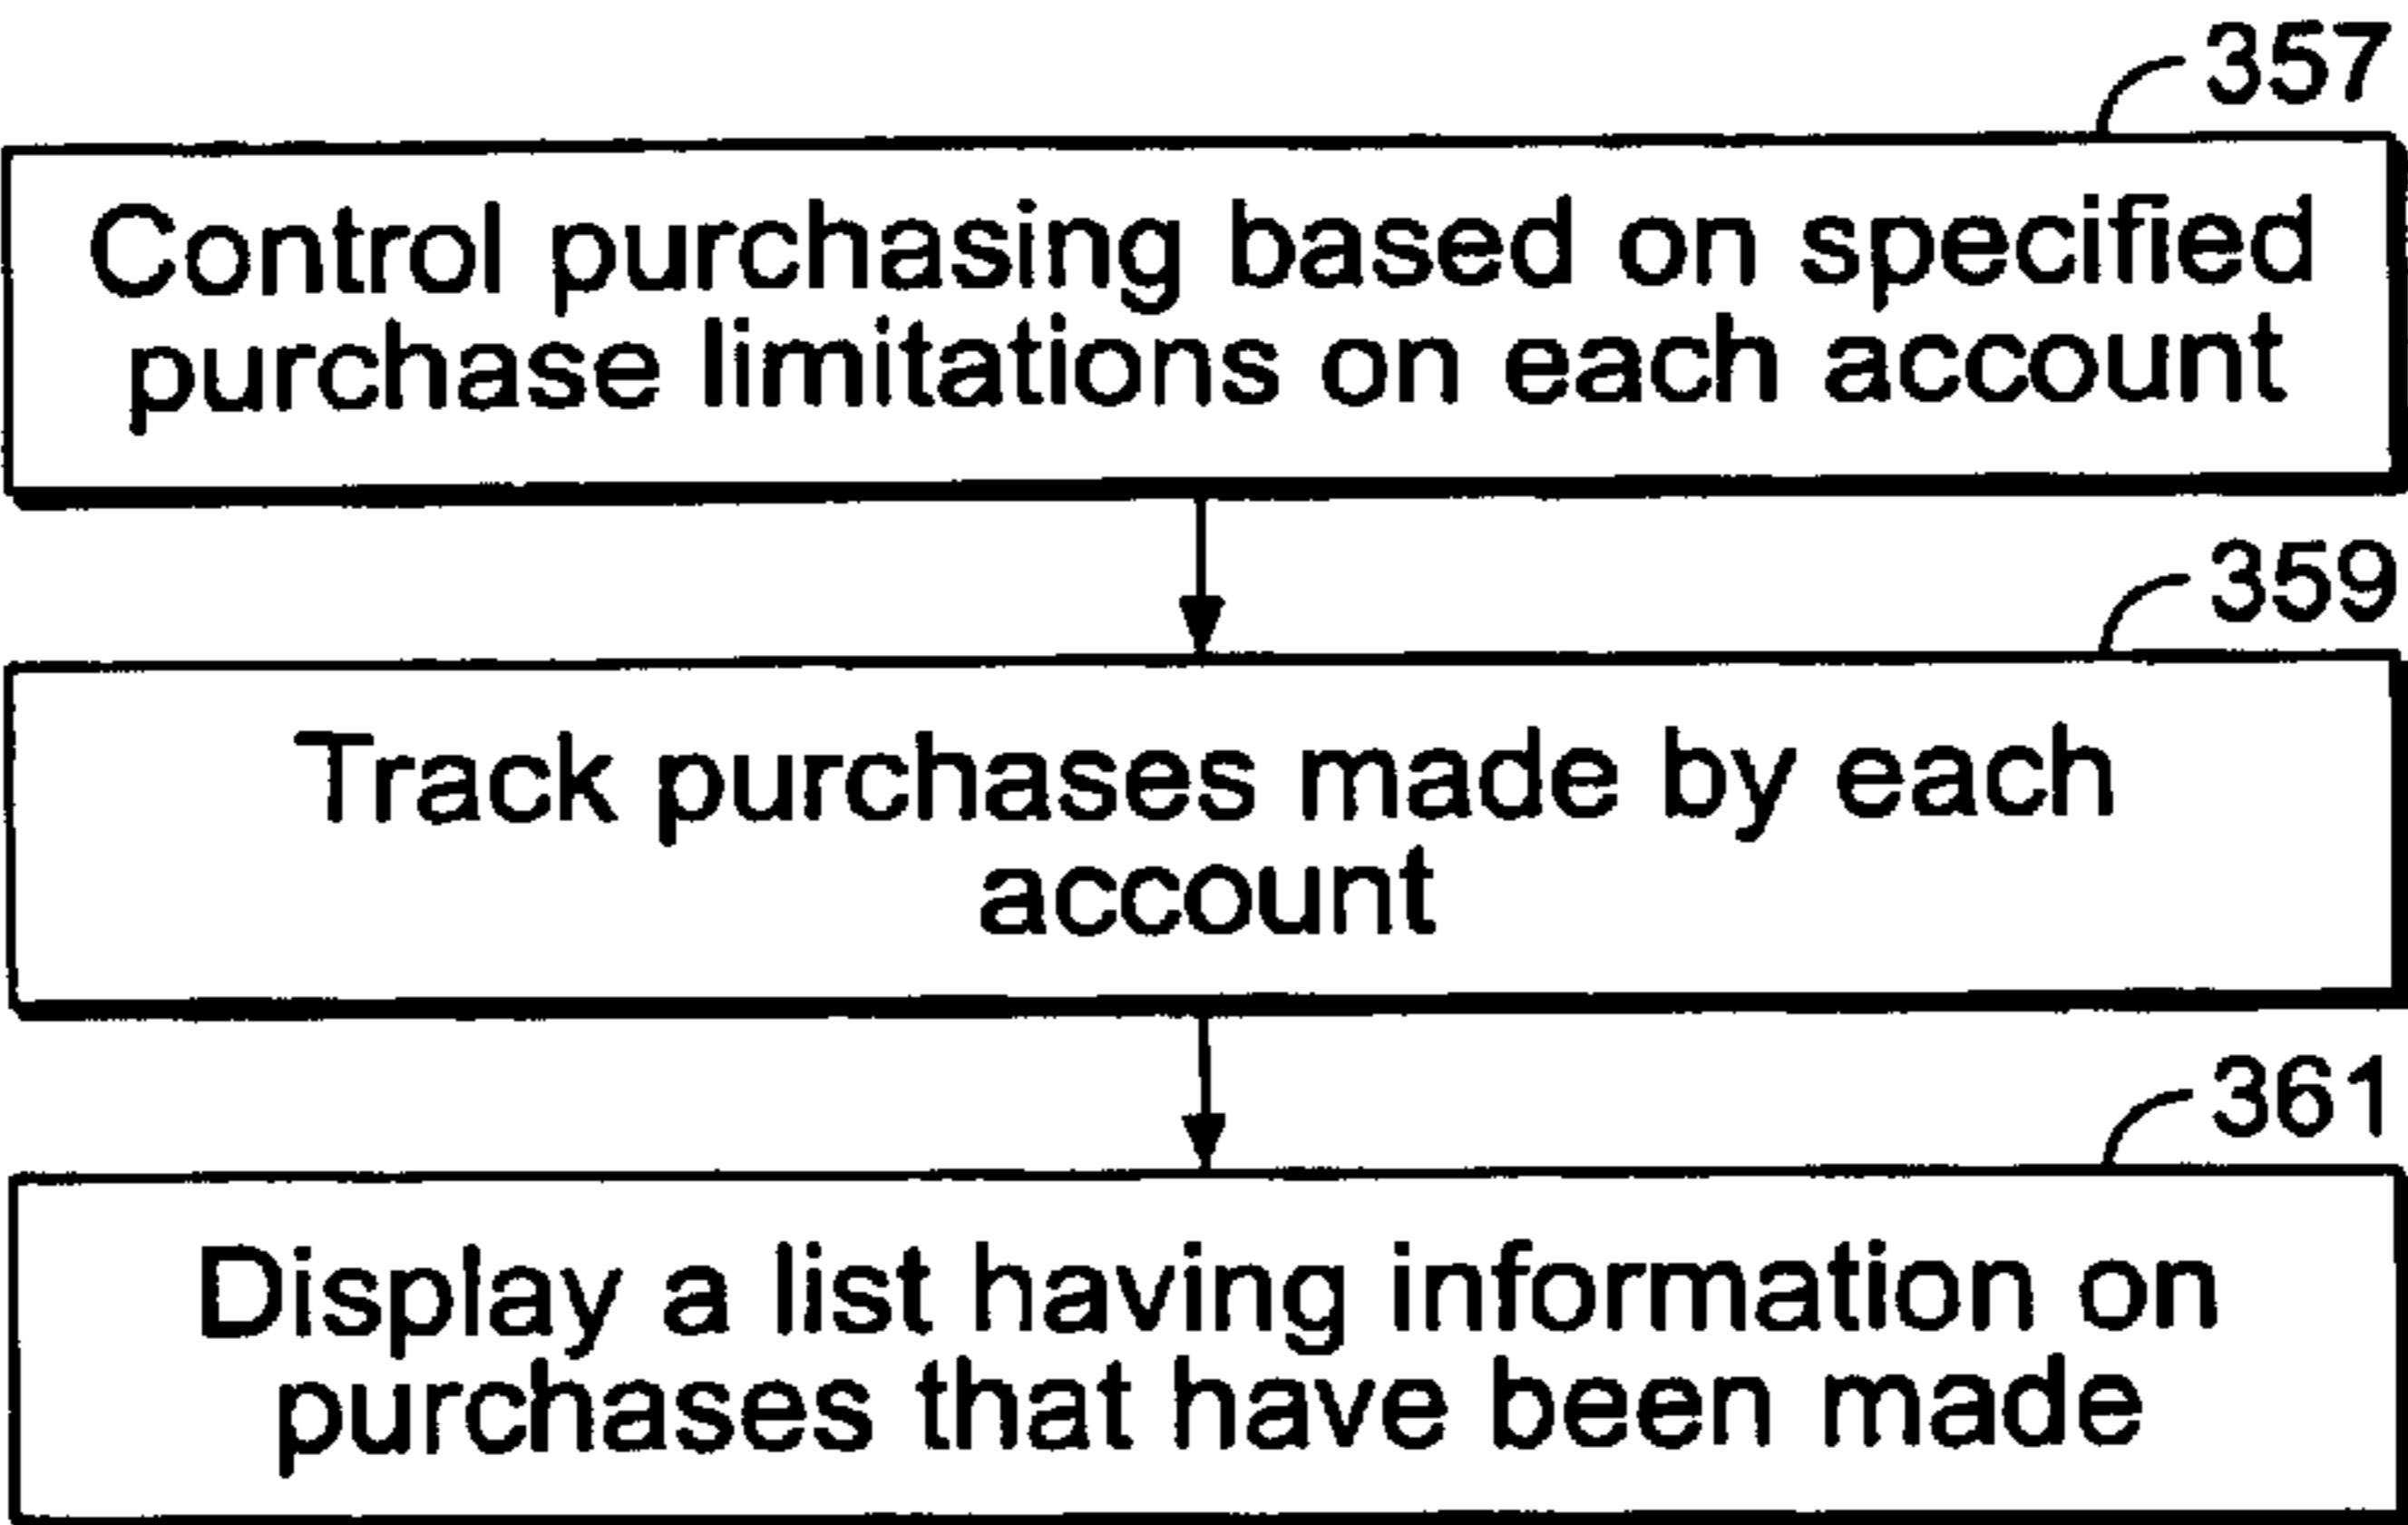 357
Control purchasing based on specified
purchase limitations on each account
359
Track purchases made by each
account
361
Display a list having information on
purchases that have been made